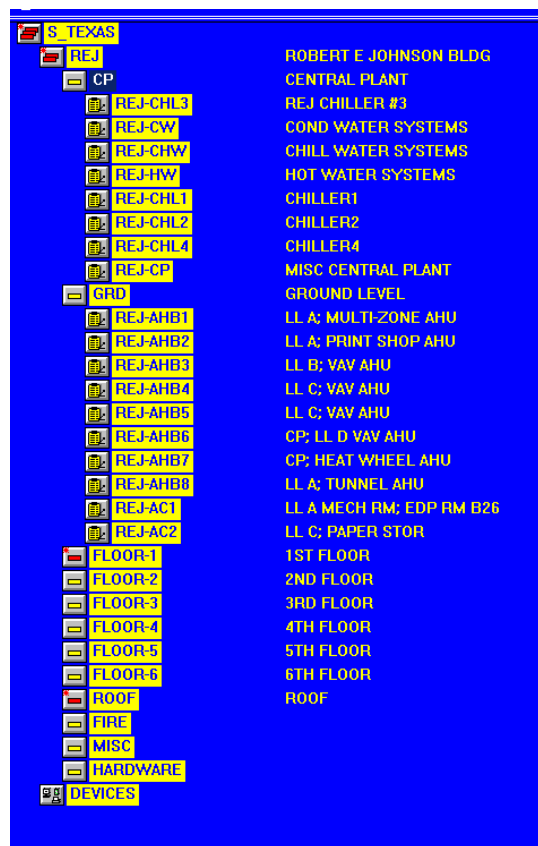 S_TEXAS
REJ ROBERT E JOHNSON BLDG
CP CENTRAL PLANT
REJ-CHL3 REJ CHILLER #3
REJ-CW COND WATER SYSTEMS
REJ-CHW CHILL WATER SYSTEMS
REJ-HW HOT WATER SYSTEMS
REJ-CHL1 CHILLER1
REJ-CHL2 CHILLER2
REJ-CHL4 CHILLER4
REJ-CP MISC CENTRAL PLANT
GRD GROUND LEVEL
REJ-AHB1 LL A; MULTI-ZONE AHU
REJ-AHB2 LL A; PRINT SHOP AHU
REJ-AHB3 LL B; VAV AHU
REJ-AHB4 LL C; VAV AHU
REJ-AHB5 LL C; VAV AHU
REJ-AHB6 CP; LL D VAV AHU
REJ-AHB7 CP; HEAT WHEEL AHU
REJ-AHB8 LL A; TUNNEL AHU
REJ-AC1 LL A MECH RM; EDP RM B26
REJ-AC2 LL C; PAPER STOR
FLOOR-1 1ST FLOOR
FLOOR-2 2ND FLOOR
FLOOR-3 3RD FLOOR
FLOOR-4 4TH FLOOR
FLOOR-5 5TH FLOOR
FLOOR-6 6TH FLOOR
ROOF ROOF
FIRE
MISC
HARDWARE
DEVICES